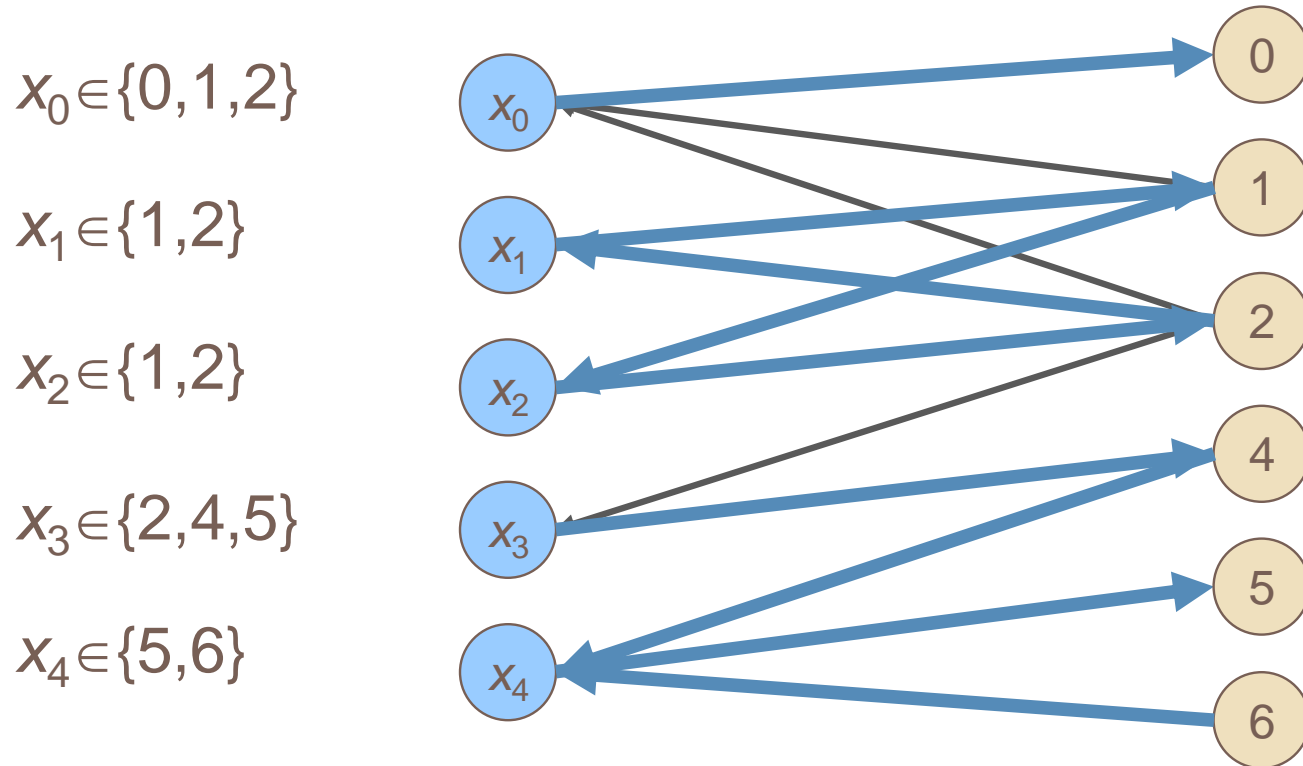 x₀∈{0,1,2}
x₁∈{1,2}
x₂∈{1,2}
x₃∈{2,4,5}
x₄∈{5,6}
x₀
x₁
x₂
x₃
x₄
0
1
2
4
5
6